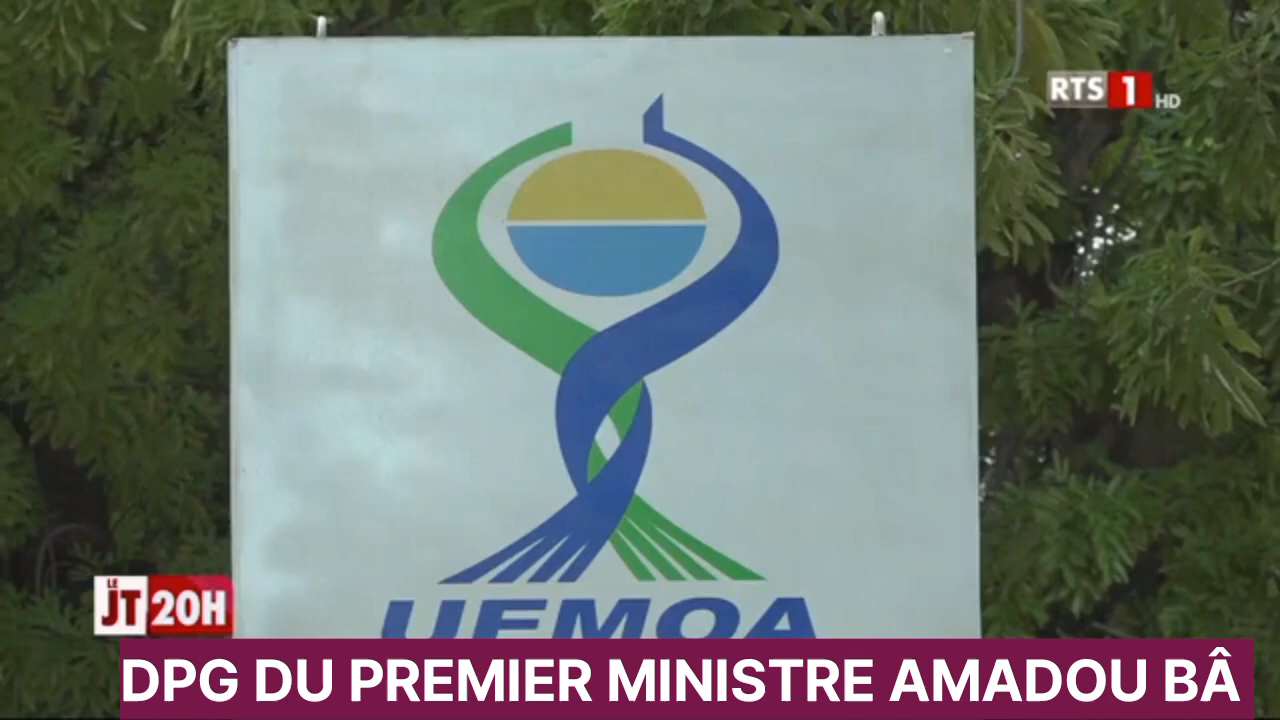 RTS 1 HD
UEMOA
LE
JT 20H
DPG DU PREMIER MINISTRE AMADOU BÂ